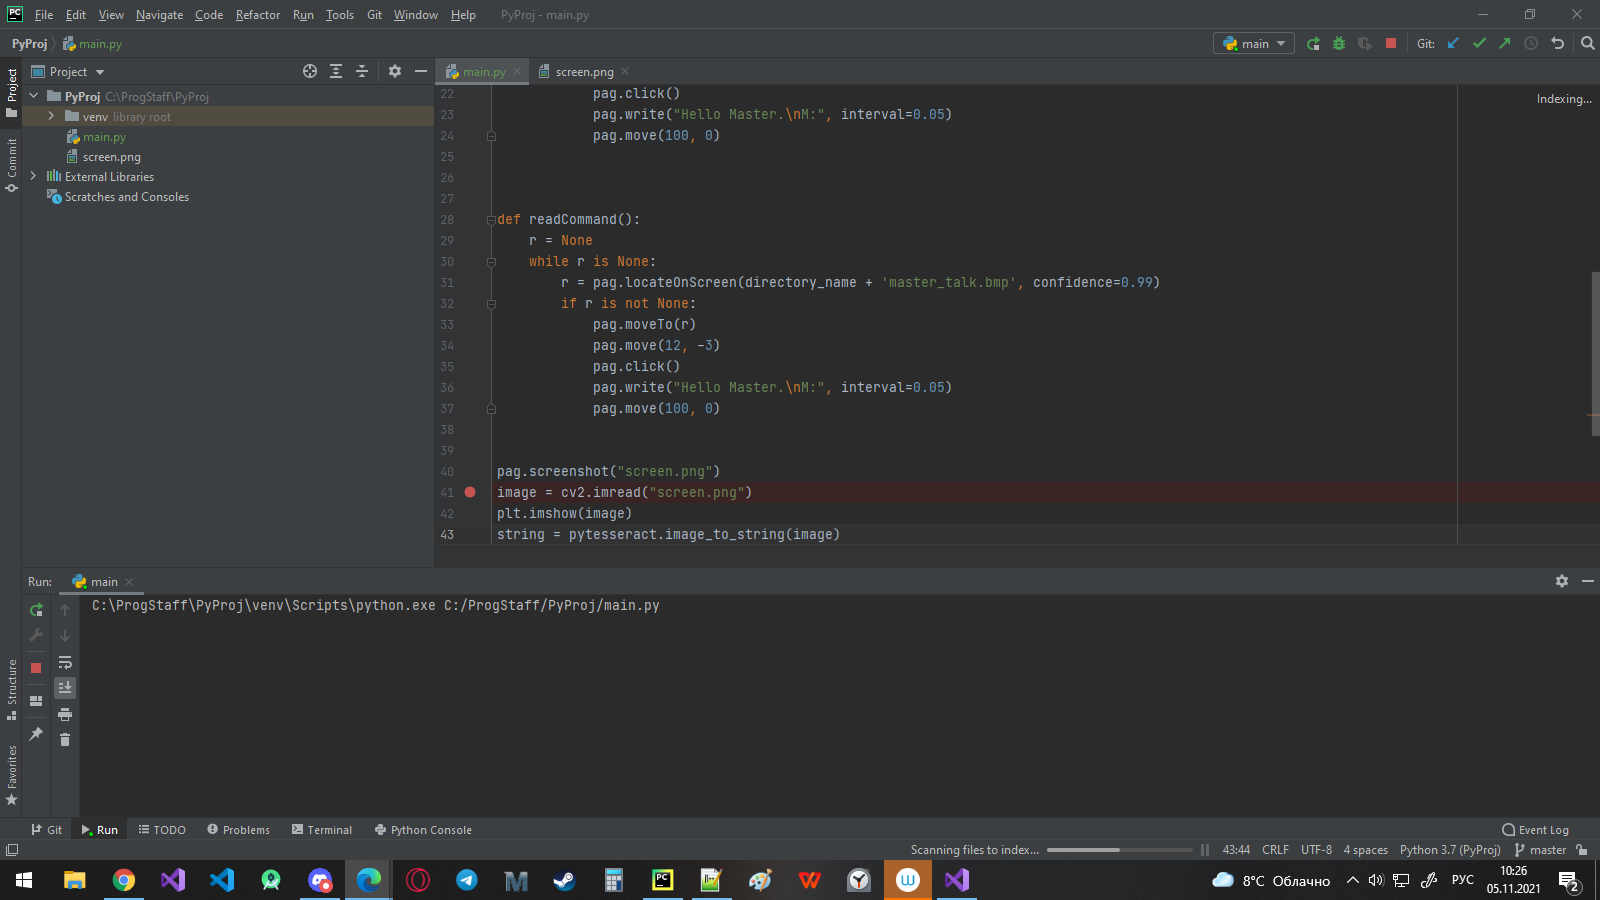 File Edit View Navigate Code Refactor Run Tools Git Window Help PyProj - main.py
PyProj main.py main Git:
Project
main.py screen.png
Project
Commit
Structure
Favorites
PyProj C:\ProgStaff\PyProj
venv library root
main.py
screen.png
External Libraries
Scratches and Consoles
Indexing...
22 pag.click()
23 pag.write("Hello Master.\nM:", interval=0.05)
24 pag.move(100, 0)
25
26
27
28 def readCommand():
29 r = None
30 while r is None:
31 r = pag.locateOnScreen(directory_name + 'master_talk.bmp', confidence=0.99)
32 if r is not None:
33 pag.moveTo(r)
34 pag.move(12, -3)
35 pag.click()
36 pag.write("Hello Master.\nM:", interval=0.05)
37 pag.move(100, 0)
38
39
40 pag.screenshot("screen.png")
41 image = cv2.imread("screen.png")
42 plt.imshow(image)
43 string = pytesseract.image_to_string(image)
Run: main
C:\ProgStaff\PyProj\venv\Scripts\python.exe C:/ProgStaff/PyProj/main.py
Git Run TODO Problems Terminal Python Console Event Log
Scanning files to index... 43:44 CRLF UTF-8 4 spaces Python 3.7 (PyProj) master
8°C Облачно РУС 10:26
05.11.2021
2